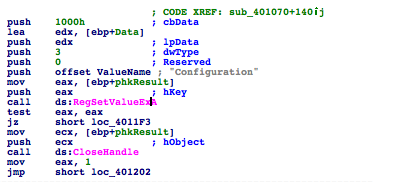 ; CODE XREF: sub_401070+140↑j
push 1000h ; cbData
lea edx, [ebp+Data]
push edx ; lpData
push 3 ; dwType
push 0 ; Reserved
push offset ValueName ; "Configuration"
mov eax, [ebp+phkResult]
push eax ; hKey
call ds:RegSetValueExA
test eax, eax
jz short loc_4011F3
mov ecx, [ebp+phkResult]
push ecx ; hObject
call ds:CloseHandle
mov eax, 1
jmp short loc_401202